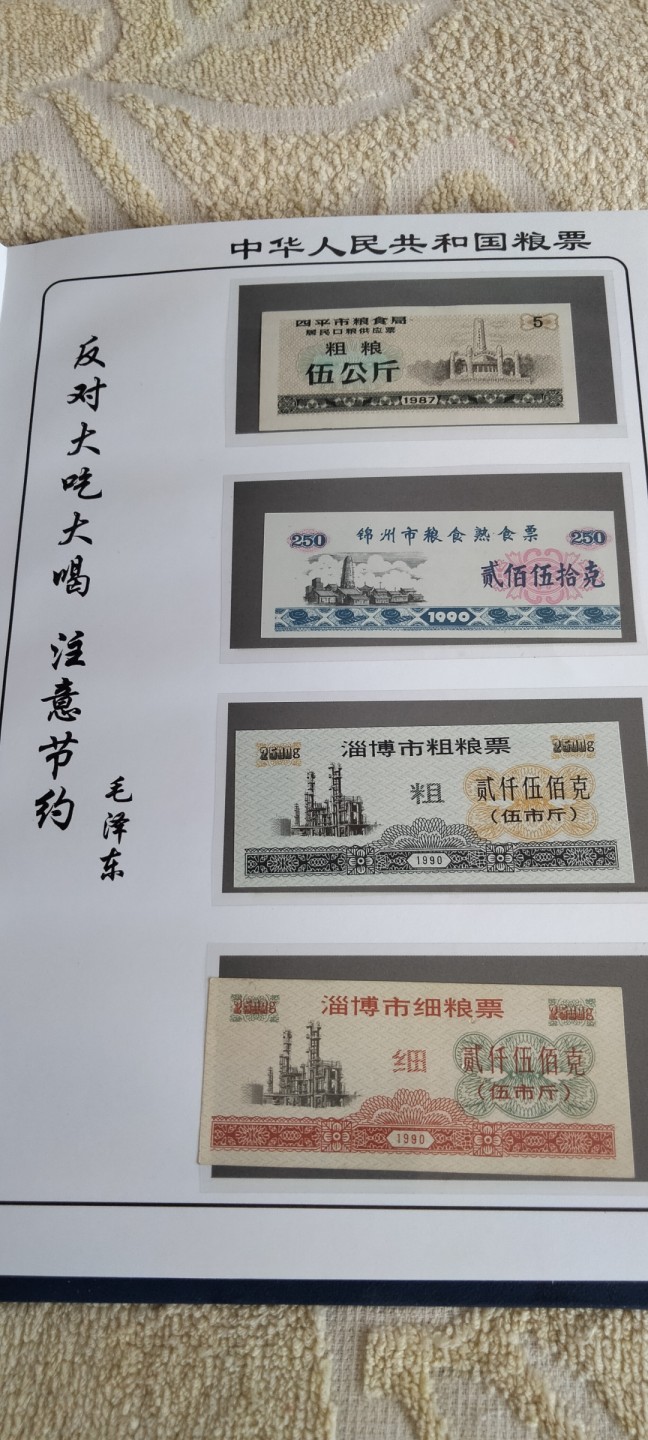 中华人民共和国粮票
反对大吃大喝 注意节约
毛泽东
四平市粮食局
居民口粮供应票
5
粗粮
伍公斤
1987
250
锦州市粮食熟食票
250
贰佰伍拾克
1990
2500g
淄博市粗粮票
2500g
粗
贰仟伍佰克
(伍市斤)
1990
2500g
淄博市细粮票
2500g
细
贰仟伍佰克
(伍市斤)
1990